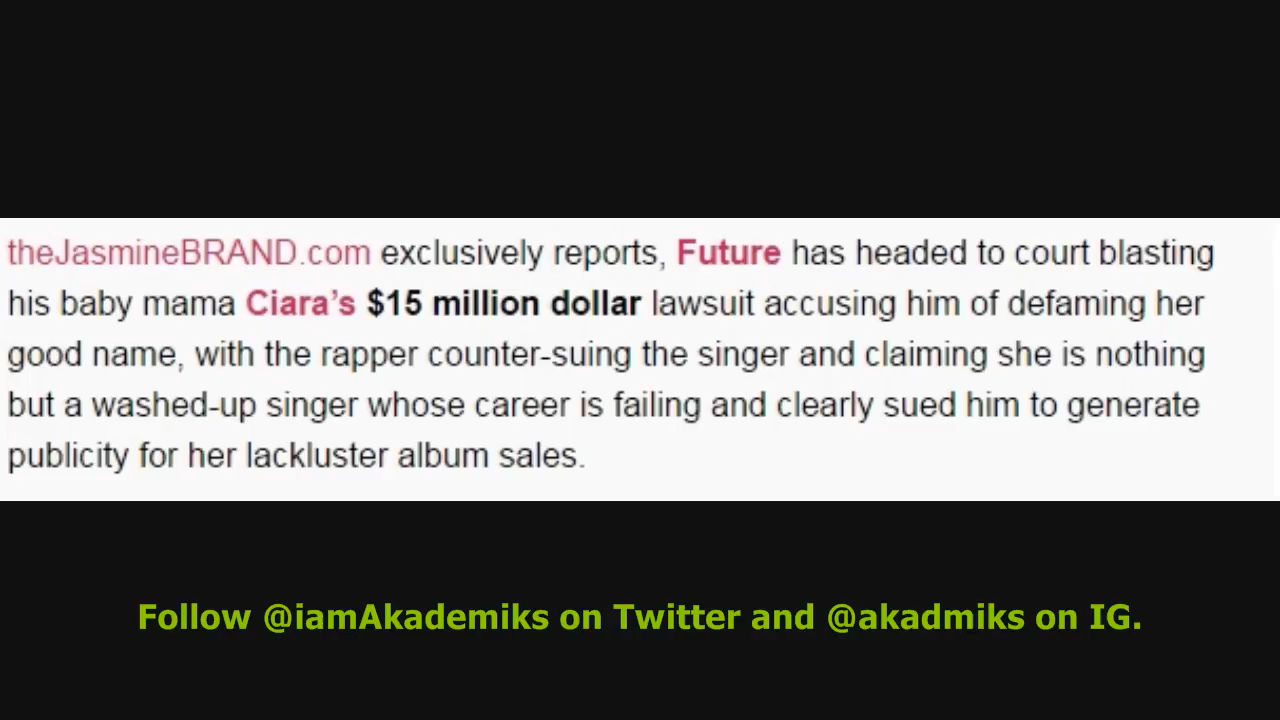 theJasmineBRAND.com exclusively reports, Future has headed to court blasting
his baby mama Ciara’s $15 million dollar lawsuit accusing him of defaming her
good name, with the rapper counter-suing the singer and claiming she is nothing
but a washed-up singer whose career is failing and clearly sued him to generate
publicity for her lackluster album sales.
Follow @iamAkademiks on Twitter and @akadmiks on IG.